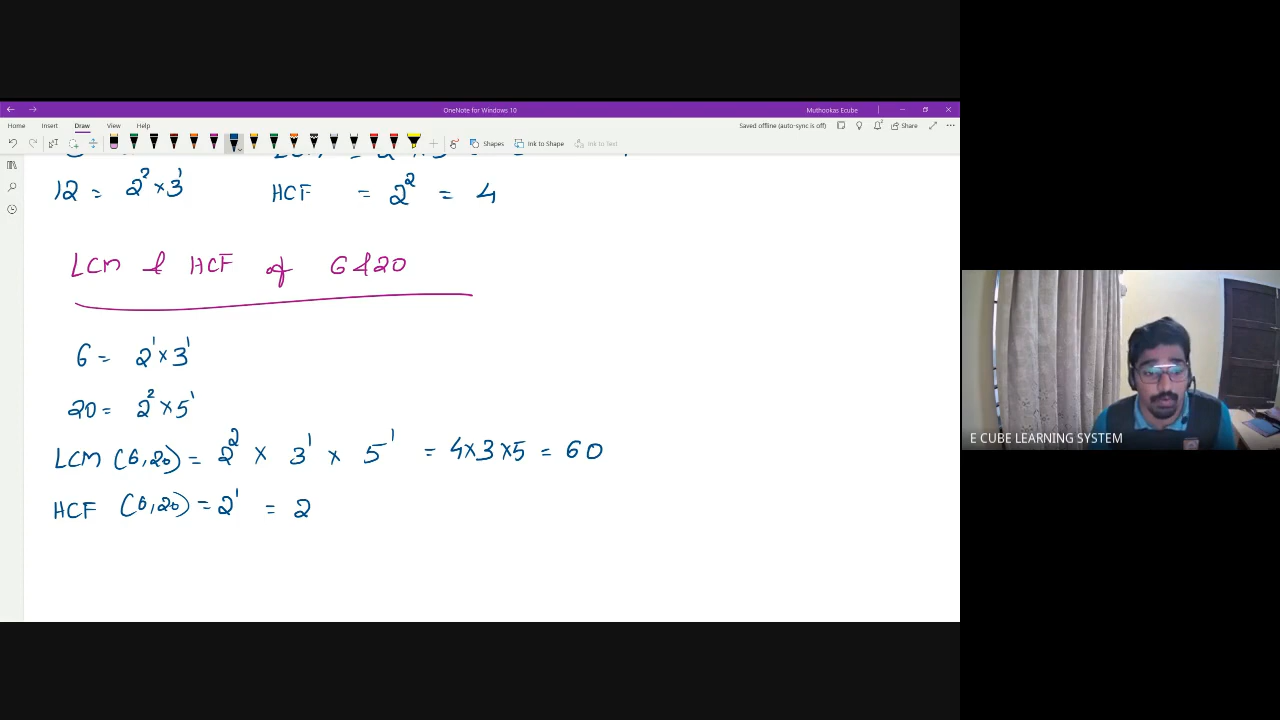 OneNote for Windows 10
Muthookas Ecube
Home Insert Draw View Help
Saved offline (auto-sync is off)
Share
Shapes Ink to Shape Ink to Text
12 = 2² × 3¹ HCF = 2² = 4
LCM & HCF of 6 & 20
6 = 2¹ × 3¹
20 = 2² × 5¹
LCM (6,20) = 2² × 3¹ × 5¹ = 4×3×5 = 60
HCF (6,20) = 2¹ = 2
E CUBE LEARNING SYSTEM